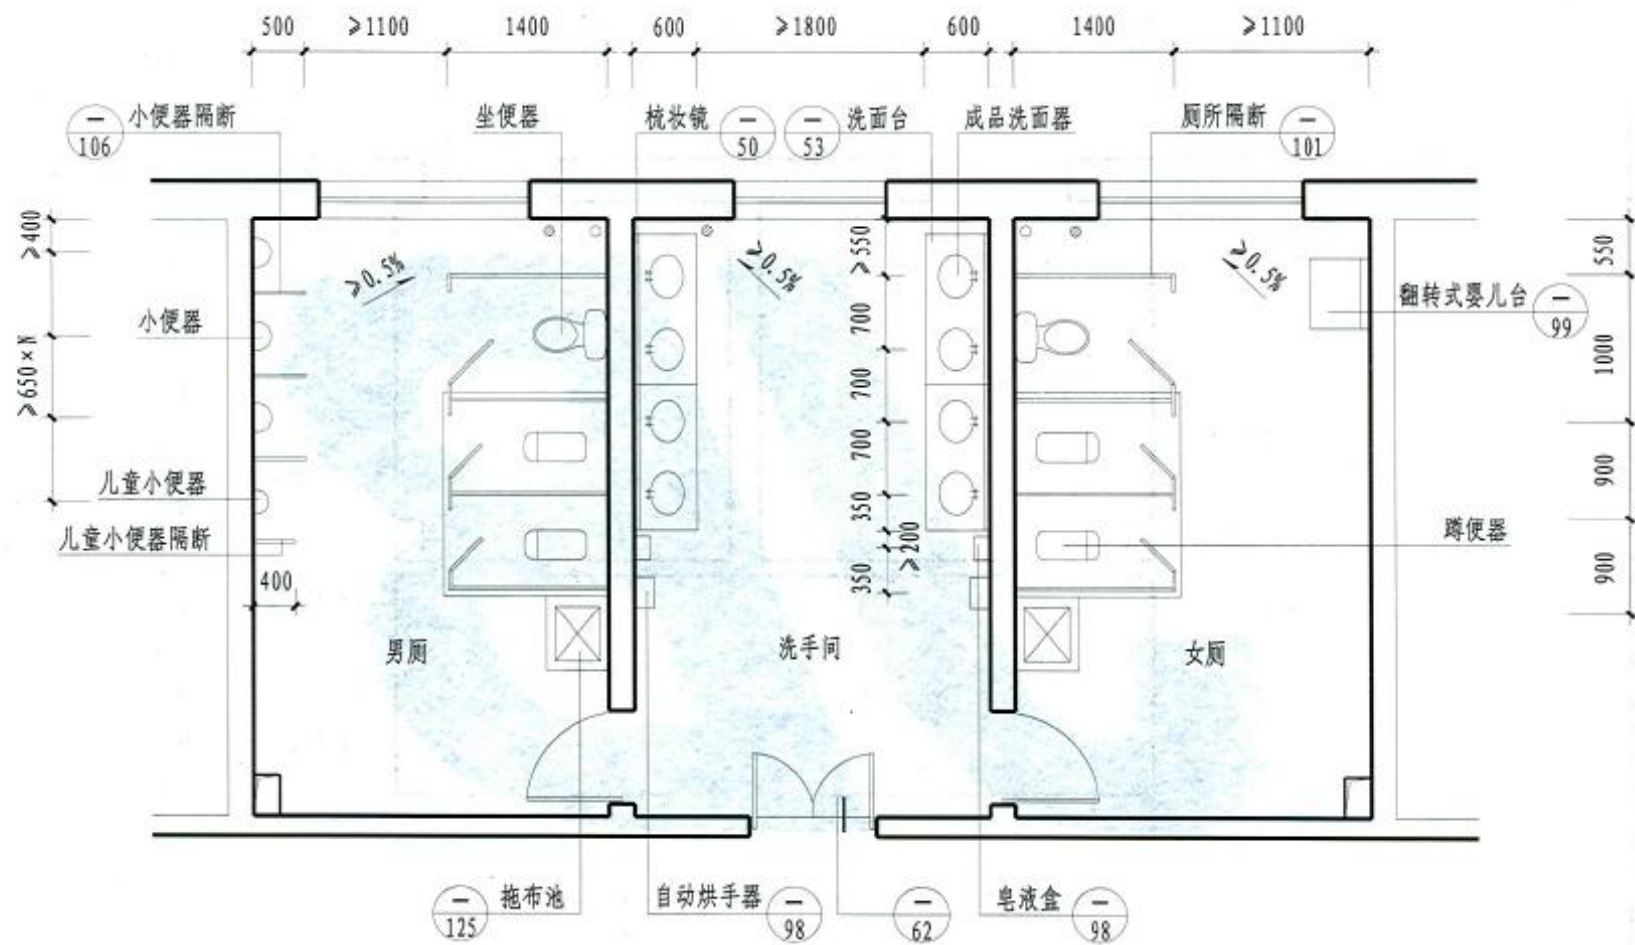 500 ≥1100 1400 600 ≥1800 600 1400 ≥1100
小便器隔断 坐便器 梳妆镜 — — 洗面台 成品洗面器 厕所隔断 —
—
106 50 53 101
≥400
≥0.5%
≥0.5%
≥550
≥0.5%
550
翻转式婴儿台 —
99
小便器
≥650×N
700
1000
700
700
900
儿童小便器
350
蹲便器
儿童小便器隔断
≥200
400
350
900
男厕 洗手间 女厕
拖布池 自动烘手器 皂液盒
— — — —
125 98 62 98